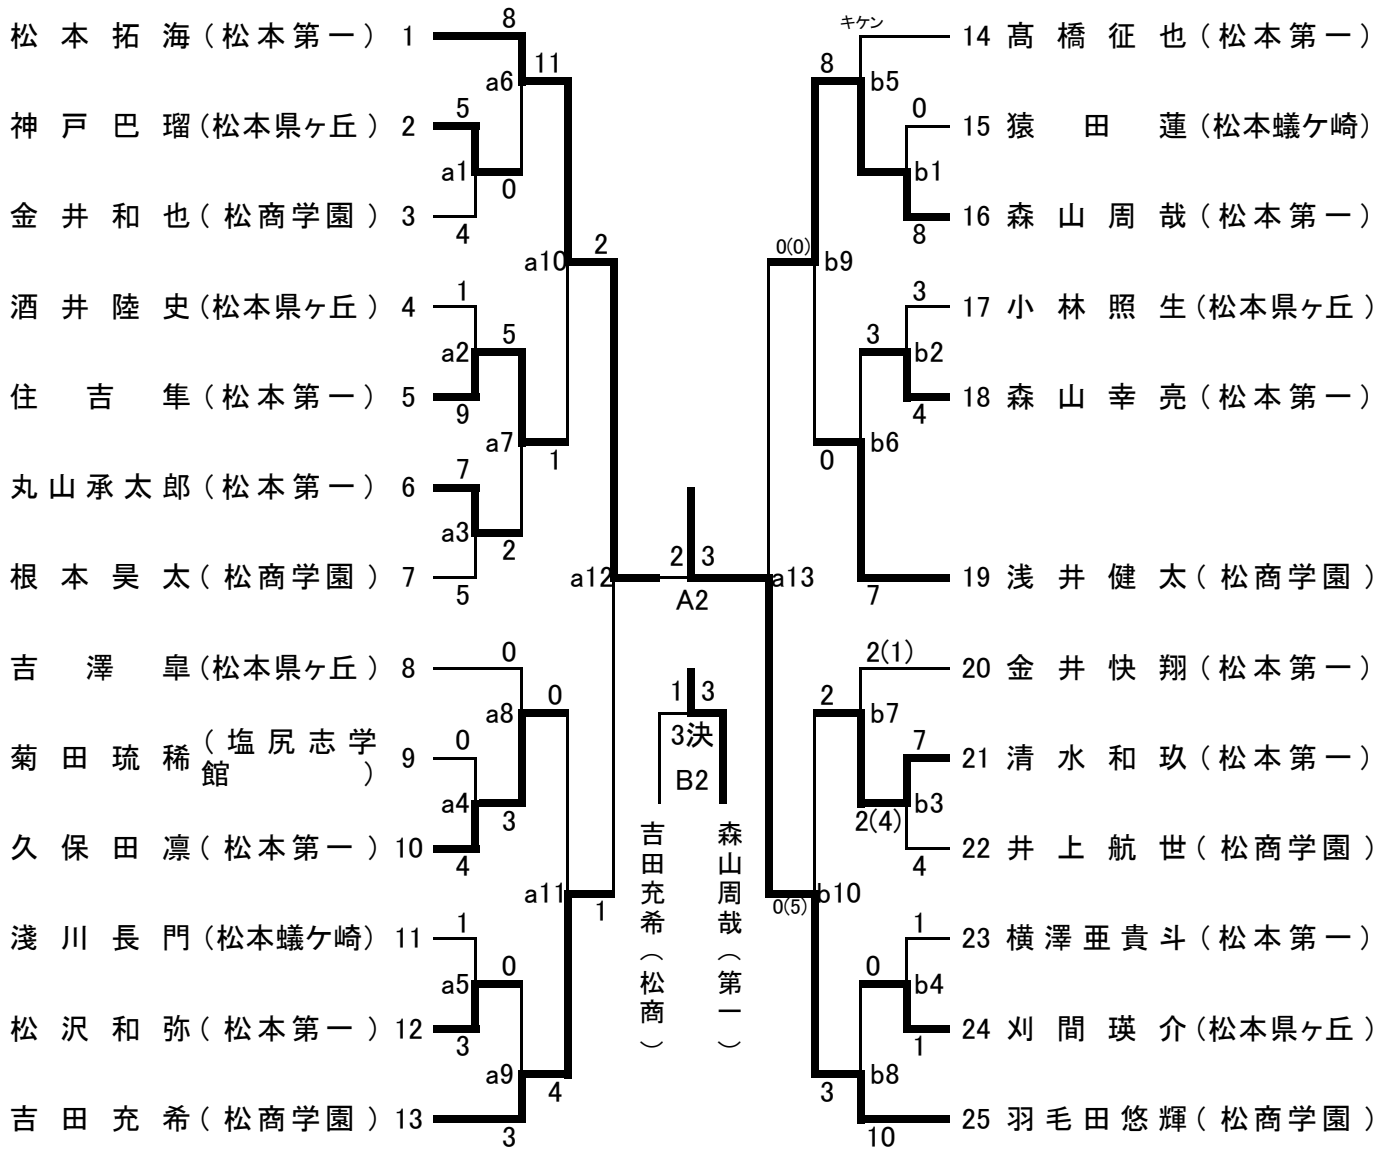 松本拓海(松本第一) 1
神戸巴瑠(松本県ヶ丘) 2
金井和也(松商学園) 3
酒井陸史(松本県ヶ丘) 4
住吉隼(松本第一) 5
丸山承太郎(松本第一) 6
根本昊太(松商学園) 7
吉澤皐(松本県ヶ丘) 8
菊田琉稀(塩尻志学館) 9
久保田凛(松本第一) 10
淺川長門(松本蟻ケ崎) 11
松沢和弥(松本第一) 12
吉田充希(松商学園) 13
8
a6
11
5
a1
0
4
a10
2
1
a2
5
9
a7
1
7
a3
2
5
a12
0
a8
0
0
a4
3
4
a11
1
1
a5
0
3
a9
4
3
2 3
A2
1 3
3決
B2
吉田充希(松商)
森山周哉(第一)
キケン
8
b5
0
b1
8
0(0)
b9
3
3
b2
4
b6
0
7
a13
2(1)
2
b7
7
b3
2(4)
4
b10
0(5)
1
0
b4
1
b8
3
10
14 髙橋征也(松本第一)
15 猿田蓮(松本蟻ケ崎)
16 森山周哉(松本第一)
17 小林照生(松本県ヶ丘)
18 森山幸亮(松本第一)
19 浅井健太(松商学園)
20 金井快翔(松本第一)
21 清水和玖(松本第一)
22 井上航世(松商学園)
23 横澤亜貴斗(松本第一)
24 刈間瑛介(松本県ヶ丘)
25 羽毛田悠輝(松商学園)